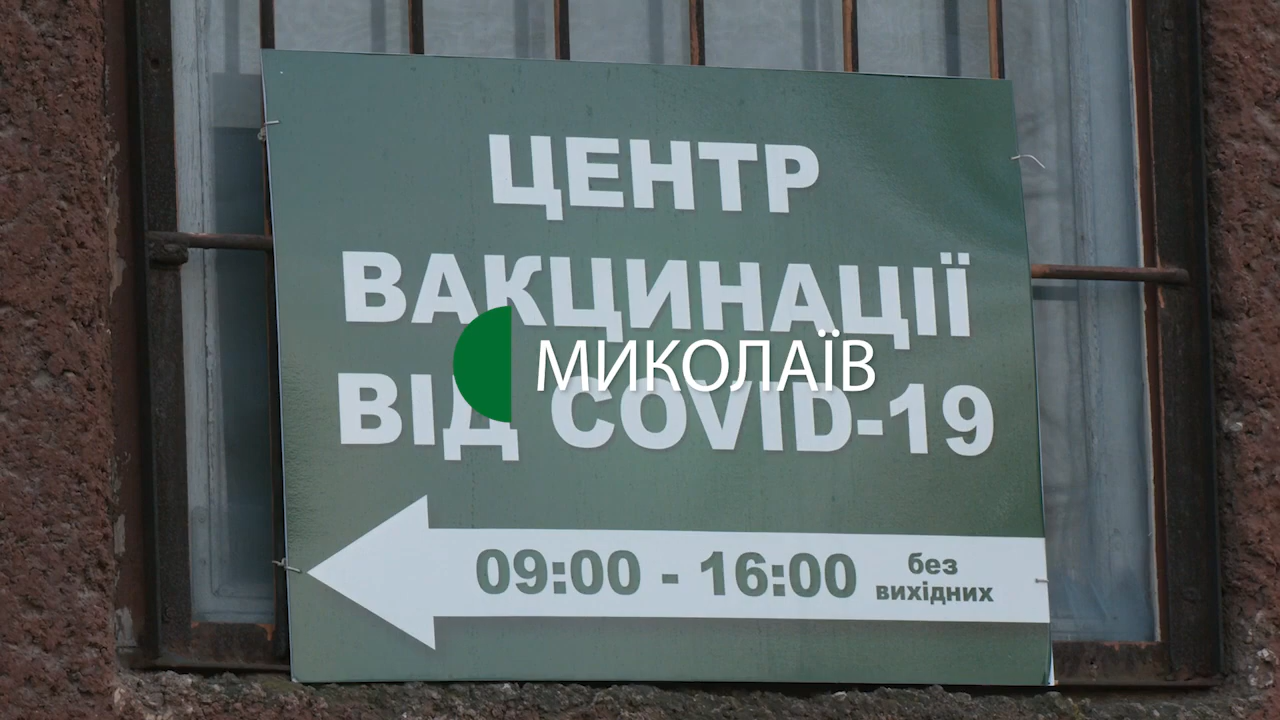 ЦЕНТР
ВАКЦИНАЦІЇ
МИКОЛАЇВ
ВІД COVID-19
09:00 - 16:00
без
вихідних